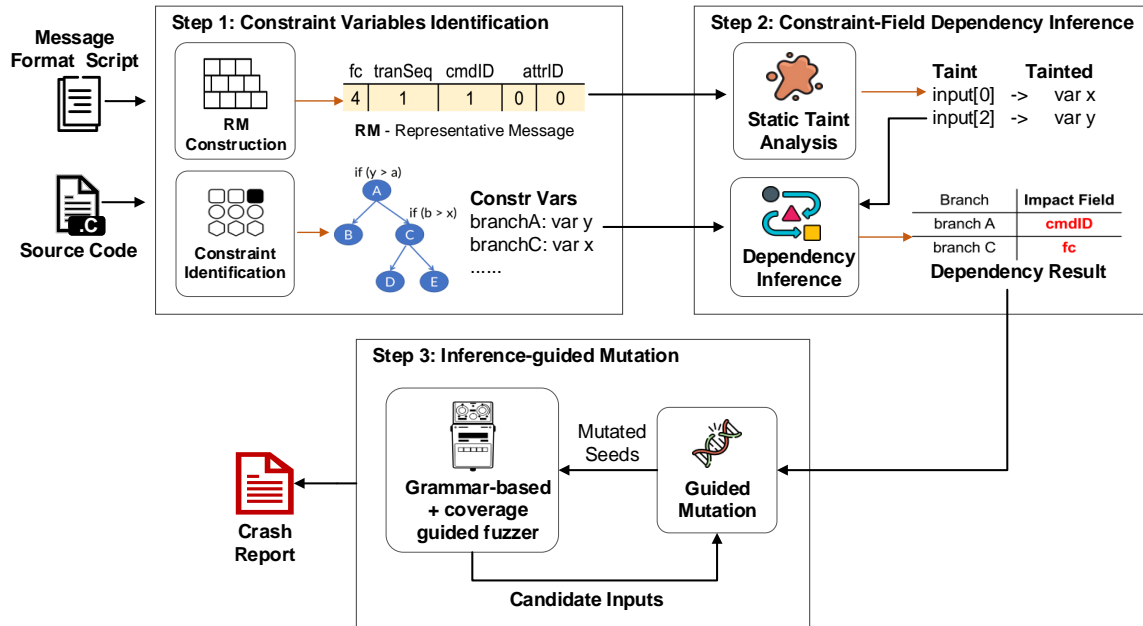 Message
Format Script
Source Code
.C
Step 1: Constraint Variables Identification
RM
Construction
fc tranSeq cmdID attrID
4 1 1 0 0
RM - Representative Message
Constraint
Identification
if (y > a)
A
if (b > x)
B
C
D
E
Constr Vars
branchA: var y
branchC: var x
......
Step 2: Constraint-Field Dependency Inference
Static Taint
Analysis
Taint Tainted
input[0] -> var x
input[2] -> var y
Dependency
Inference
Branch Impact Field
branch A cmdID
branch C fc
Dependency Result
Step 3: Inference-guided Mutation
Grammar-based
+ coverage
guided fuzzer
Mutated
Seeds
Guided
Mutation
Candidate Inputs
Crash
Report